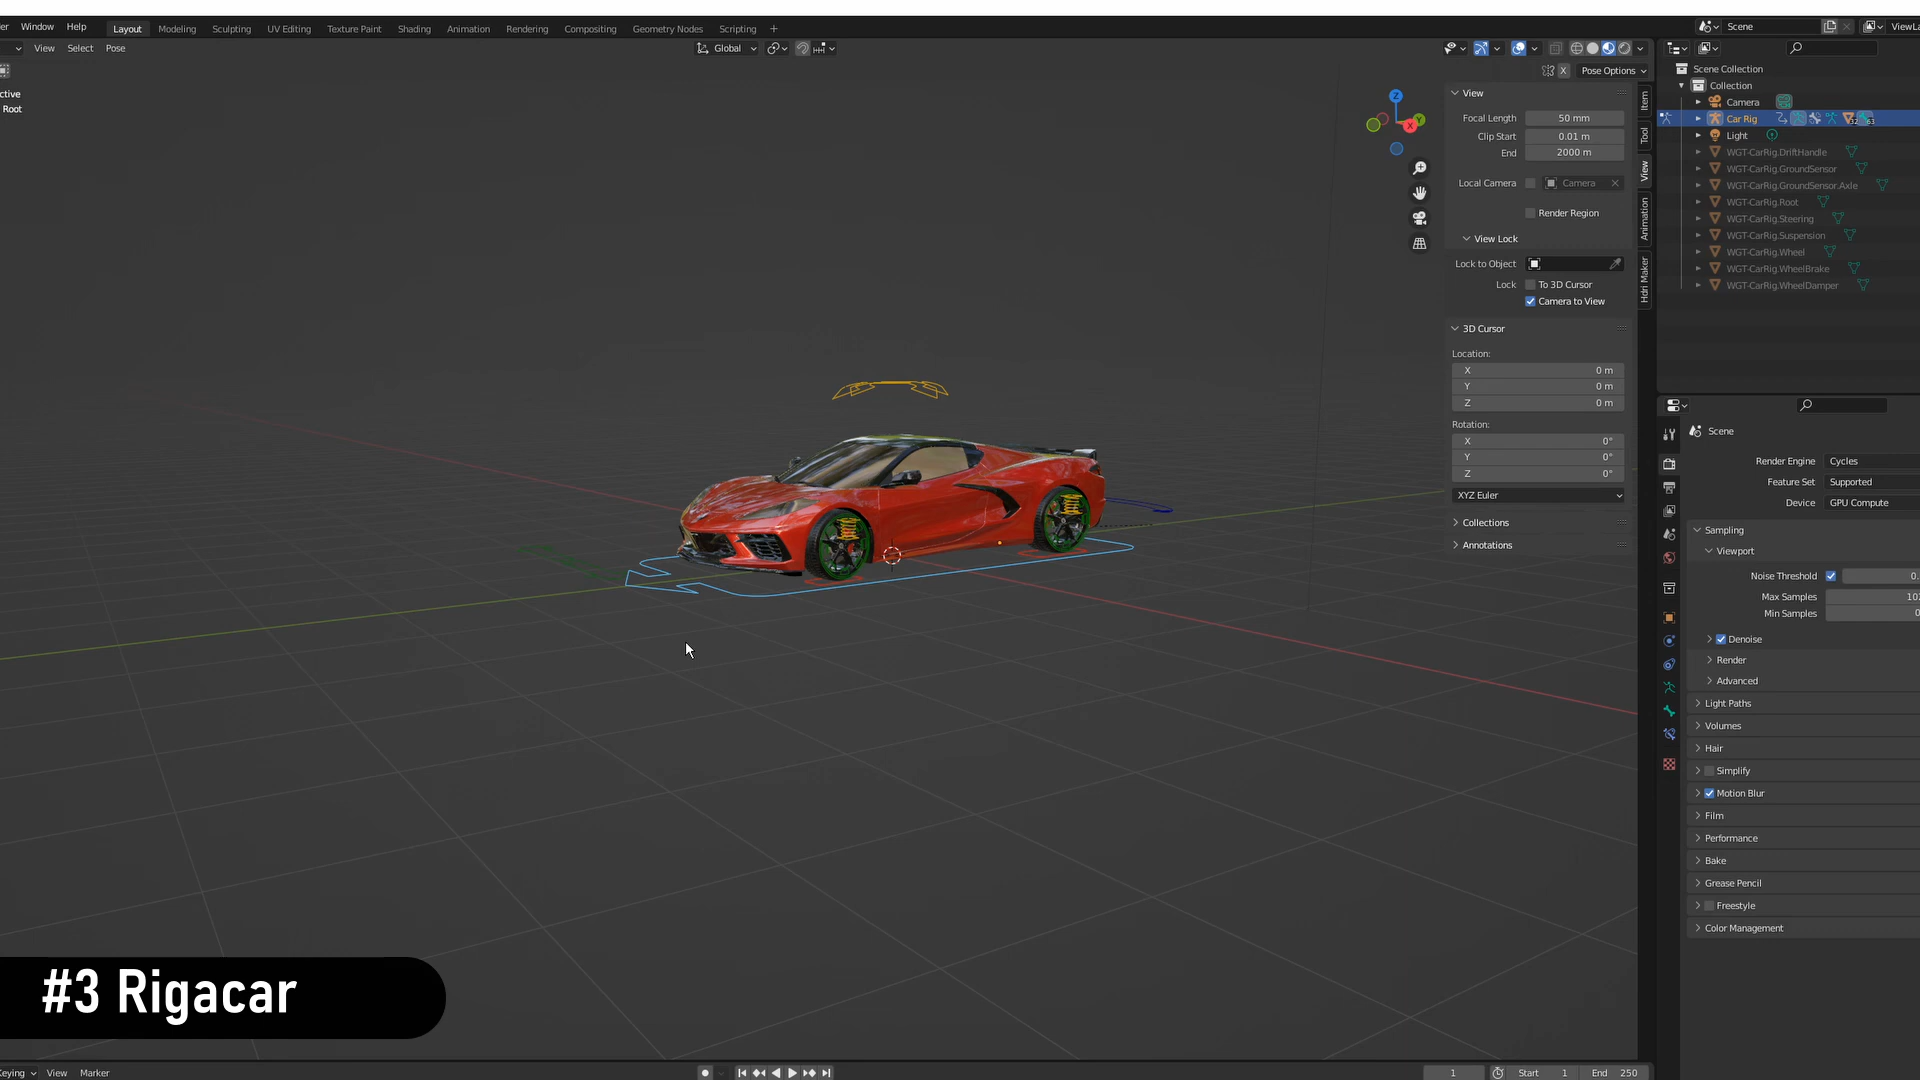 er Window Help Layout Modeling Sculpting UV Editing Texture Paint Shading Animation Rendering Compositing Geometry Nodes Scripting + Scene ViewLa
View Select Pose Global
X Pose Options
ctive
Root
View
Focal Length 50 mm
Clip Start 0.01 m
End 2000 m
Local Camera Camera
Render Region
View Lock
Lock to Object
Lock To 3D Cursor
Camera to View
3D Cursor
Location:
X 0 m
Y 0 m
Z 0 m
Rotation:
X 0°
Y 0°
Z 0°
XYZ Euler
Collections
Annotations
Item
Tool
View
Animation
Hdri Maker
Z
Y
X
Scene Collection
Collection
Camera
Car Rig 32 63
Light
WGT-CarRig.DriftHandle
WGT-CarRig.GroundSensor
WGT-CarRig.GroundSensor.Axle
WGT-CarRig.Root
WGT-CarRig.Steering
WGT-CarRig.Suspension
WGT-CarRig.Wheel
WGT-CarRig.WheelBrake
WGT-CarRig.WheelDamper
Scene
Render Engine Cycles
Feature Set Supported
Device GPU Compute
Sampling
Viewport
Noise Threshold 0.
Max Samples 10
Min Samples 0
Denoise
Render
Advanced
Light Paths
Volumes
Hair
Simplify
Motion Blur
Film
Performance
Bake
Grease Pencil
Freestyle
Color Management
#3 Rigacar
Keying View Marker 1 Start 1 End 250